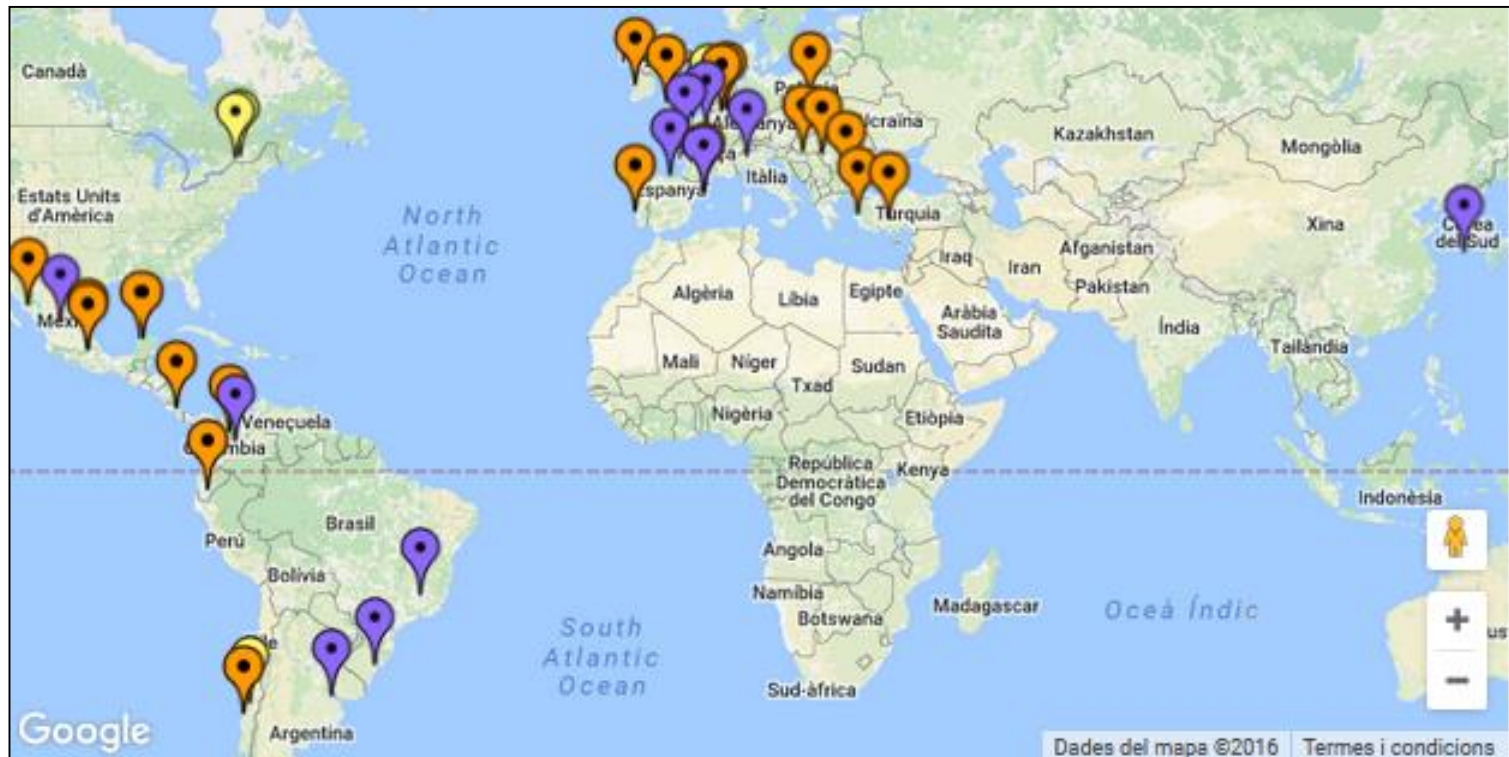 Canadà
Estats Units
d'Amèrica
North
Atlantic
Ocean
Itàlia
Turquia
Kazakhstan
Mongòlia
Xina
Afganistan
Iraq
Iran
Pakistan
Algèria
Líbia
Egipte
Aràbia
Saudita
Índia
Tailàndia
Mali
Níger
Sudan
Txad
Nigèria
Etiòpia
Veneçuela
República
Democràtica
del Congo
Kenya
Indonèsia
Brasil
Perú
Bolívia
Angola
Namíbia
Botswana
Madagascar
Oceà Índic
South
Atlantic
Ocean
Sud-àfrica
Argentina
+
−
Google
Dades del mapa ©2016
Termes i condicions